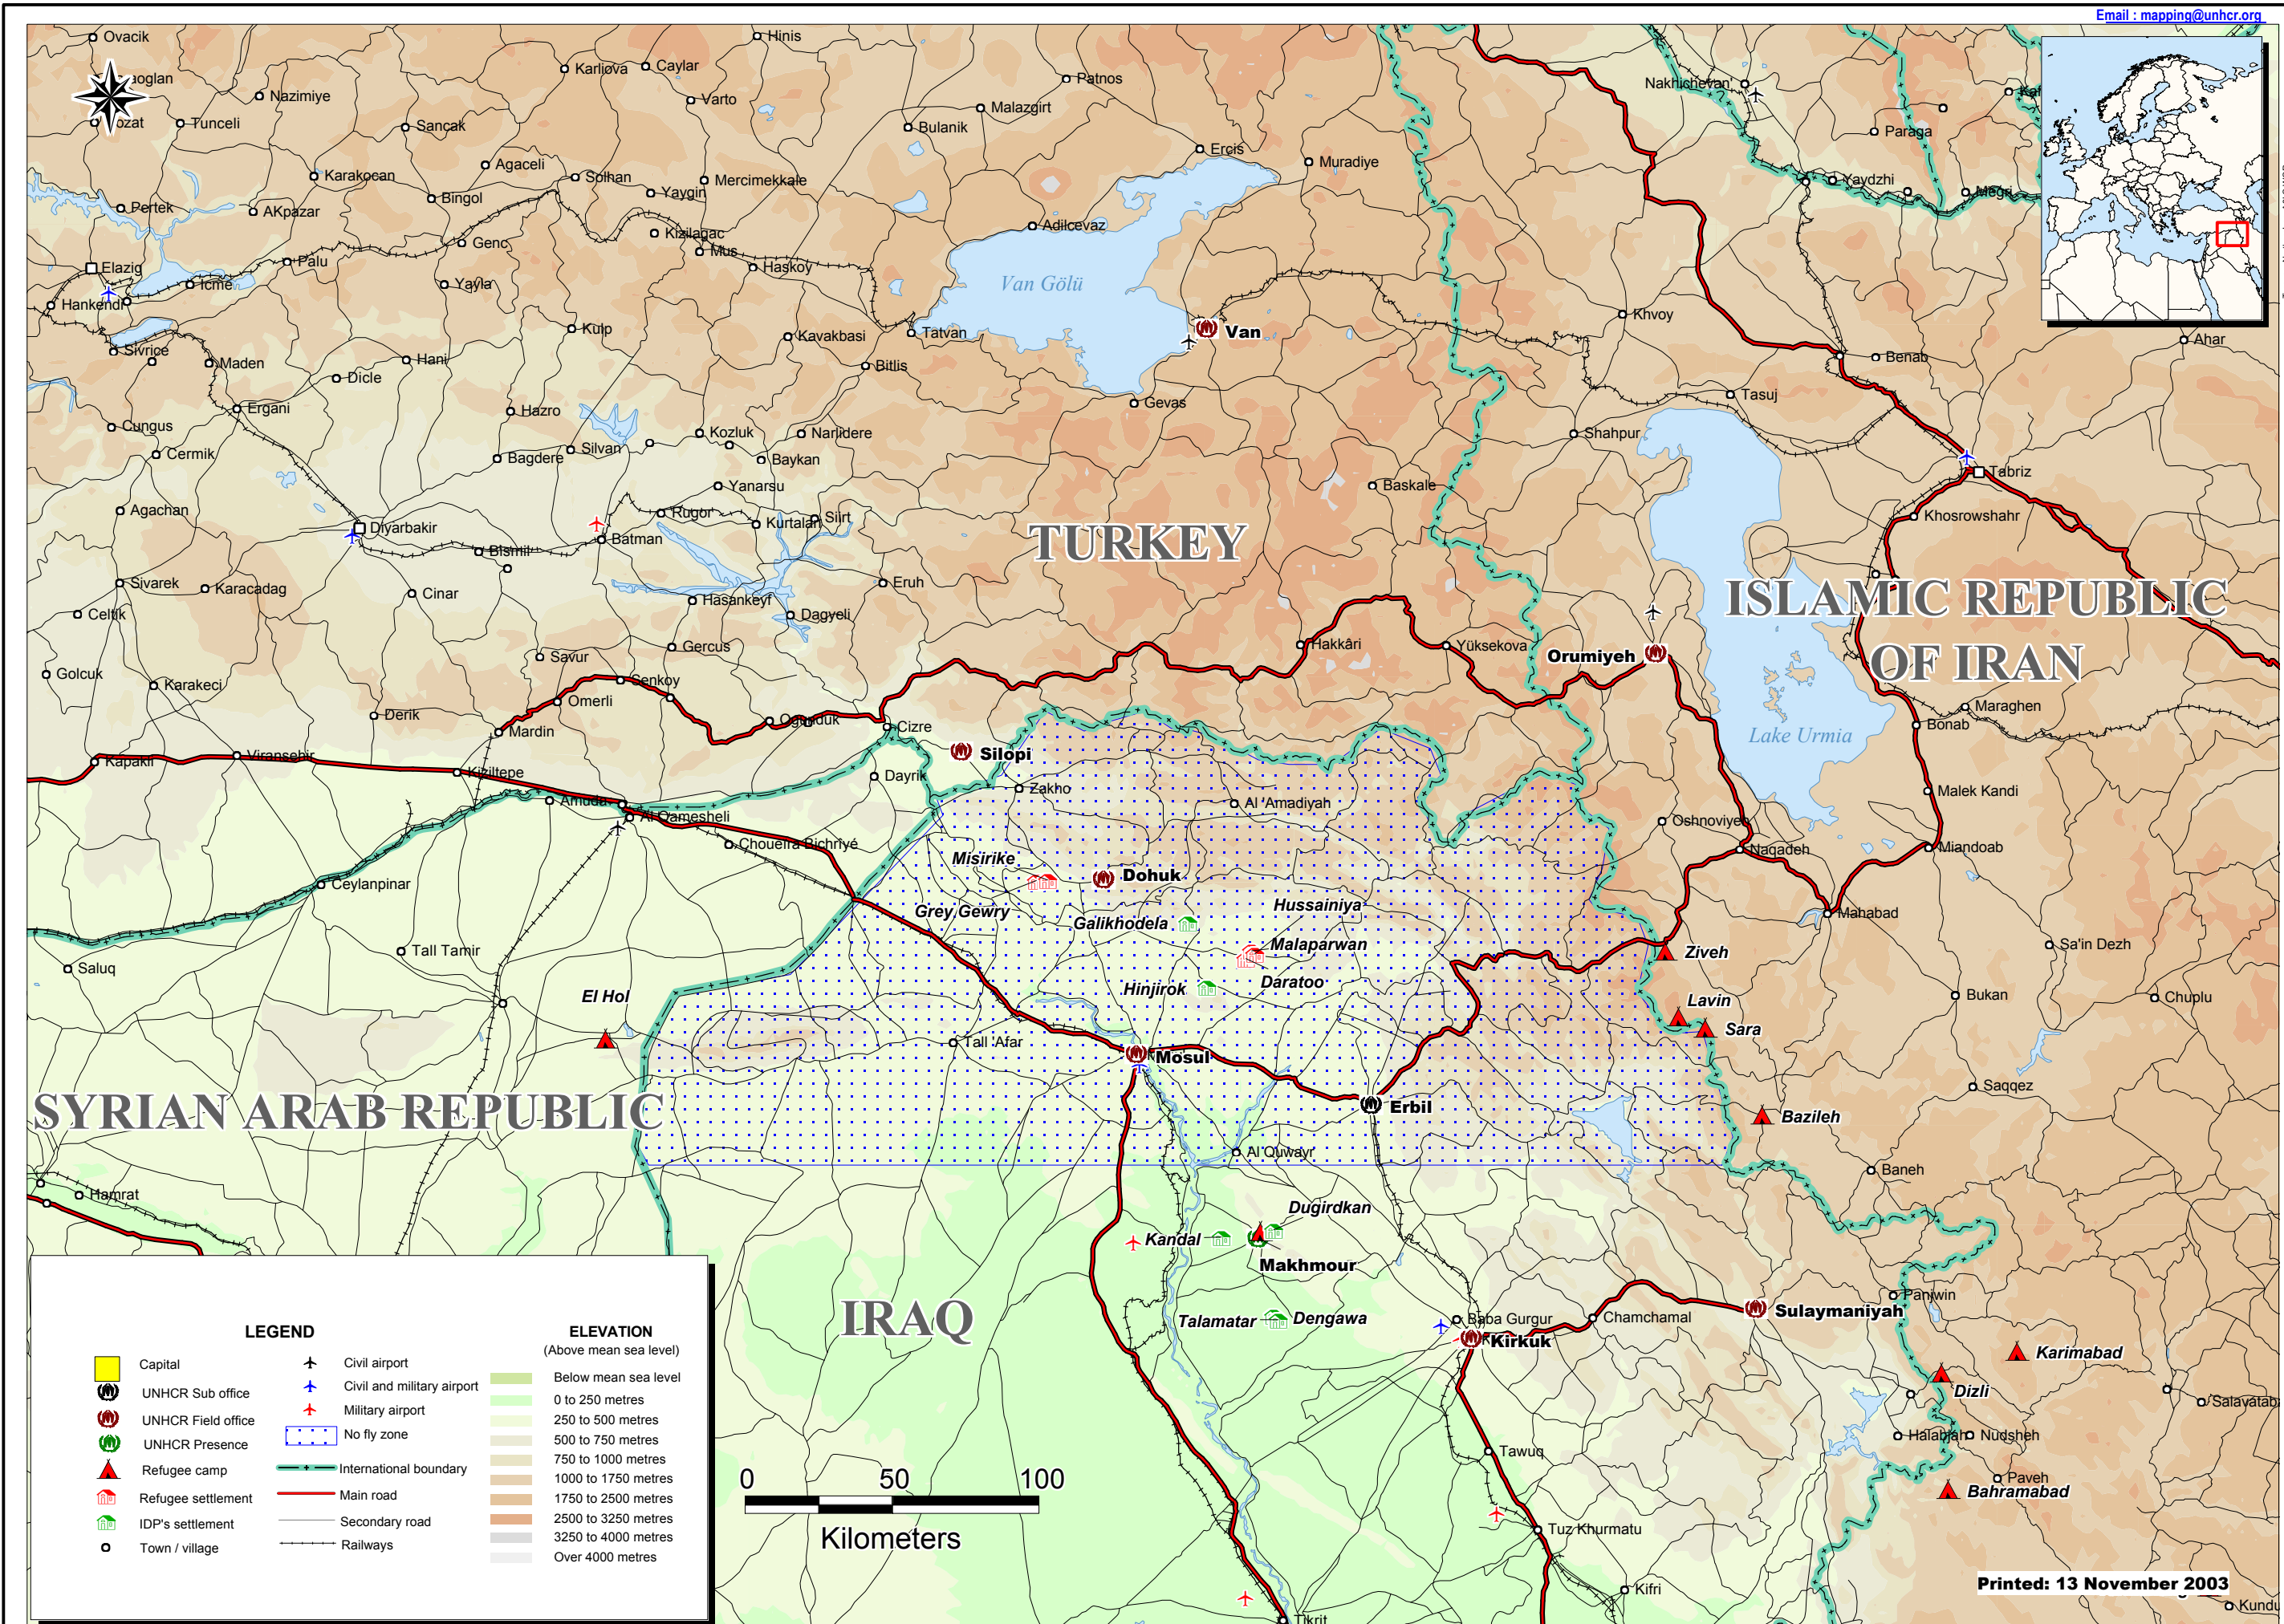 Email : mapping@unhcr.org
Ovacik
Hinis
Karliova
Caylar
Patnos
Nakhichevan'
aoglan
Nazimiye
Varto
Malazgirt
ozat
Tunceli
Sancak
Bulanik
Paraga
Ercis
Muradiye
Agaceli
Karakocan
Solhan
Mercimekkale
Yaydzhi
Yaygin
Megri
Bingol
Pertek
AKpazar
Adilcevaz
Kizilagac
Genc
Mus
Palu
Haskoy
Elazig
Icme
Yayla
Van Gölü
Hankendi
Khvoy
Kulp
Van
Kavakbasi
Tatvan
Ahar
Sivrice
Maden
Hani
Bitlis
Benab
Dicle
Tasuj
Gevas
Ergani
Hazro
Cungus
Kozluk
Narlidere
Shahpur
Cermik
Bagdere
Silvan
Baykan
Tabriz
Yanarsu
Baskale
Agachan
Rugor
Kurtalan
Siirt
Khosrowshahr
Diyarbakir
TURKEY
Batman
Bismil
Sivarek
Karacadag
Cinar
Eruh
ISLAMIC REPUBLIC
OF IRAN
Celtik
Hasankeyf
Dagyeli
Gercus
Hakkâri
Yüksekova
Orumiyeh
Savur
Golcuk
Karakeci
Senkoy
Omerli
Maraghen
Derik
Ogunduk
Cizre
Bonab
Mardin
Lake Urmia
Silopi
Viransehir
Kapakli
Kiziltepe
Dayrik
Zakho
Malek Kandi
Amuda
Al 'Amadiyah
Al Qamesheli
Oshnoviyeh
Choueira Bichriyé
Naqadeh
Miandoab
Misirike
Dohuk
Ceylanpinar
Hussainiya
Grey Gewry
Galikhodela
Mahabad
Malaparwan
Sa'in Dezh
Tall Tamir
Ziveh
Saluq
Daratoo
Hinjirok
El Hol
Lavin
Bukan
Chuplu
Sara
Tall 'Afar
Mosul
Saqqez
SYRIAN ARAB REPUBLIC
Erbil
Bazileh
Al Quwayr
Baneh
Hamrat
Dugirdkan
Kandal
Makhmour
Panjwin
Sulaymaniyah
IRAQ
Talamatar
Dengawa
Baba Gurgur
Chamchamal
Kirkuk
Karimabad
Dizli
Halabjah
Nudsheh
Tawuq
Paveh
Bahramabad
Tuz Khurmatu
Kifri
Tikrit
LEGEND
Capital
UNHCR Sub office
UNHCR Field office
UNHCR Presence
Refugee camp
Refugee settlement
IDP's settlement
Town / village
Civil airport
Civil and military airport
Military airport
No fly zone
International boundary
Main road
Secondary road
Railways
ELEVATION
(Above mean sea level)
Below mean sea level
0 to 250 metres
250 to 500 metres
500 to 750 metres
750 to 1000 metres
1000 to 1750 metres
1750 to 2500 metres
2500 to 3250 metres
3250 to 4000 metres
Over 4000 metres
0 50 100
Kilometers
Printed: 13 November 2003